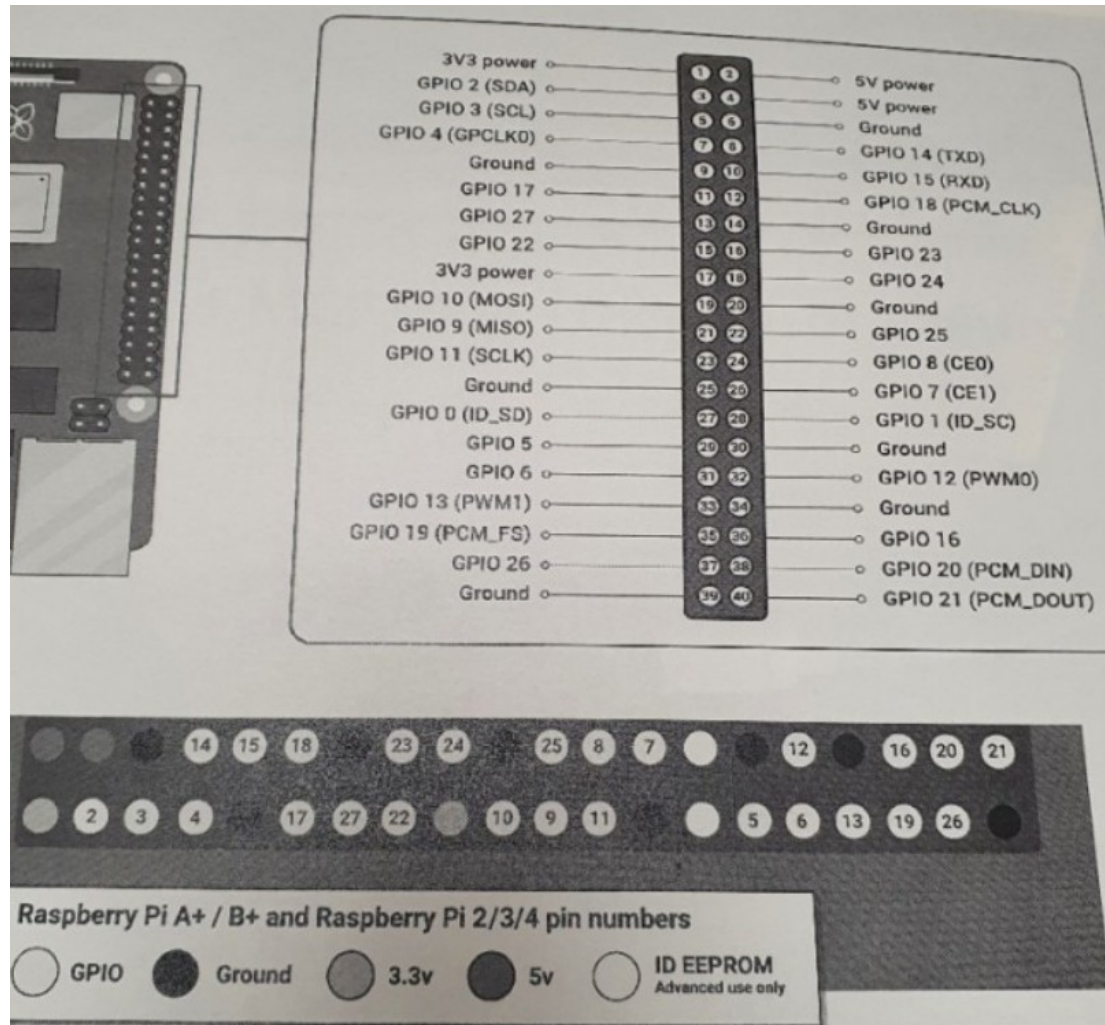 3V3 power 1 2 5V power
GPIO 2 (SDA) 3 4 5V power
GPIO 3 (SCL) 5 6 Ground
GPIO 4 (GPCLK0) 7 8 GPIO 14 (TXD)
Ground 9 10 GPIO 15 (RXD)
GPIO 17 11 12 GPIO 18 (PCM_CLK)
GPIO 27 13 14 Ground
GPIO 22 15 16 GPIO 23
3V3 power 17 18 GPIO 24
GPIO 10 (MOSI) 19 20 Ground
GPIO 9 (MISO) 21 22 GPIO 25
GPIO 11 (SCLK) 23 24 GPIO 8 (CE0)
Ground 25 26 GPIO 7 (CE1)
GPIO 0 (ID_SD) 27 28 GPIO 1 (ID_SC)
GPIO 5 29 30 Ground
GPIO 6 31 32 GPIO 12 (PWM0)
GPIO 13 (PWM1) 33 34 Ground
GPIO 19 (PCM_FS) 35 36 GPIO 16
GPIO 26 37 38 GPIO 20 (PCM_DIN)
Ground 39 40 GPIO 21 (PCM_DOUT)
14 15 18 23 24 25 8 7 12 16 20 21
2 3 4 17 27 22 10 9 11 5 6 13 19 26
Raspberry Pi A+ / B+ and Raspberry Pi 2/3/4 pin numbers
GPIO Ground 3.3v 5v ID EEPROM
Advanced use only